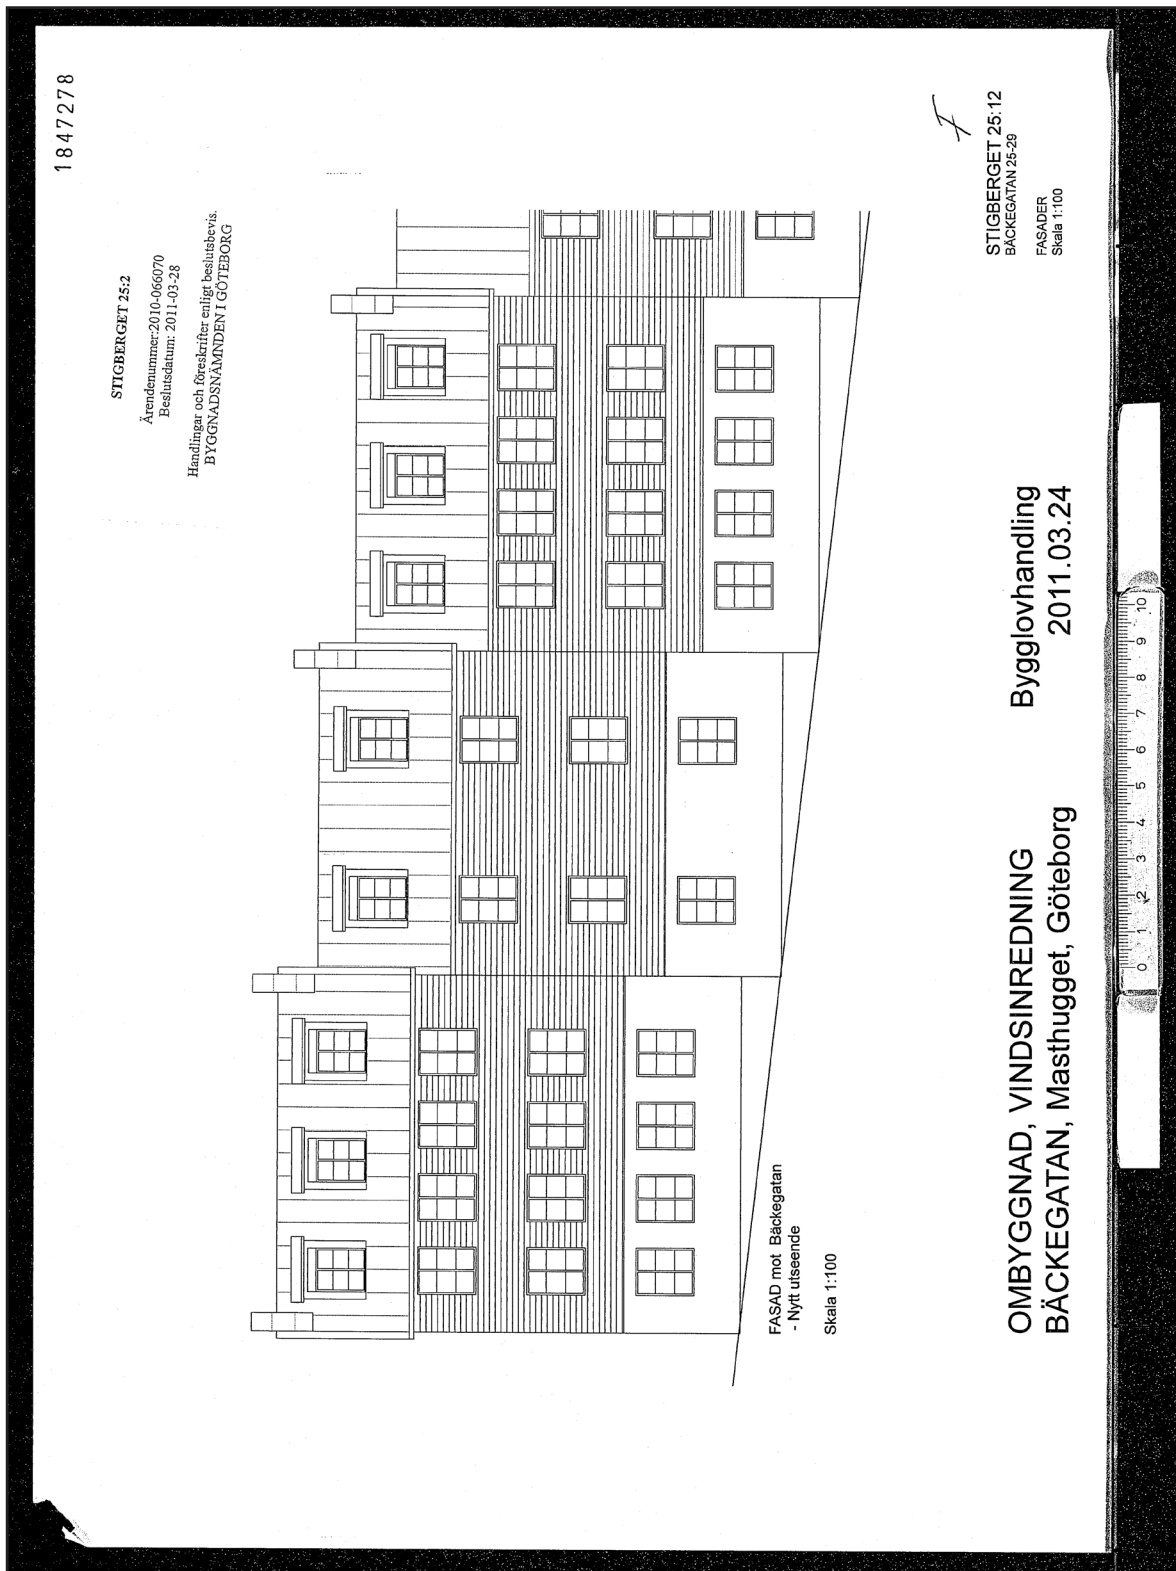 1847278
STIGBERGET 25:2
Ärendenummer:2010-066070
Beslutsdatum: 2011-03-28
Handlingar och föreskrifter enligt beslutsbevis.
BYGGNADSNÄMNDEN I GÖTEBORG
FASAD mot Bäckegatan
- Nytt utseende
Skala 1:100
STIGBERGET 25:12
BÄCKEGATAN 25-29
FASADER
Skala 1:100
OMBYGGNAD, VINDSINREDNING
BÄCKEGATAN, Masthugget, Göteborg
Bygglovhandling
2011.03.24
0 1 2 3 4 5 6 7 8 9 10